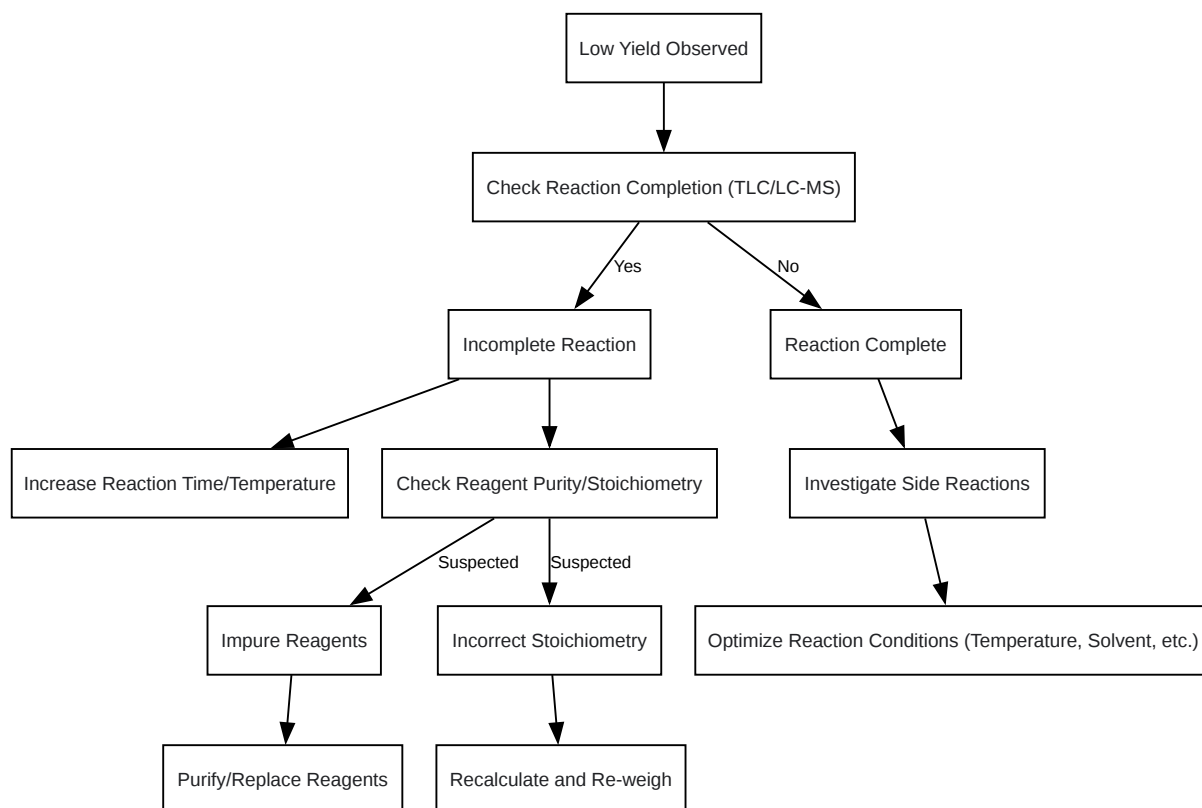 Low Yield Observed
Check Reaction Completion (TLC/LC-MS)
Yes
No
Incomplete Reaction
Reaction Complete
Increase Reaction Time/Temperature
Check Reagent Purity/Stoichiometry
Investigate Side Reactions
Suspected
Suspected
Impure Reagents
Incorrect Stoichiometry
Optimize Reaction Conditions (Temperature, Solvent, etc.)
Purify/Replace Reagents
Recalculate and Re-weigh